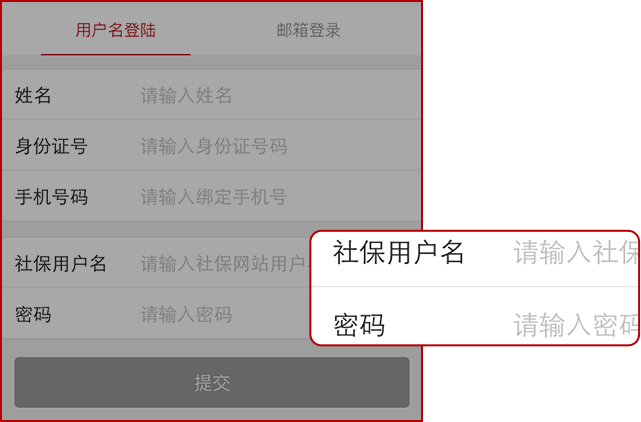 用户名登陆 邮箱登录
姓名 请输入姓名
身份证号 请输入身份证号码
手机号码 请输入绑定手机号
社保用户名 请输入社保网站用户
密码 请输入密码
提交
社保用户名 请输入社保
密码 请输入密码